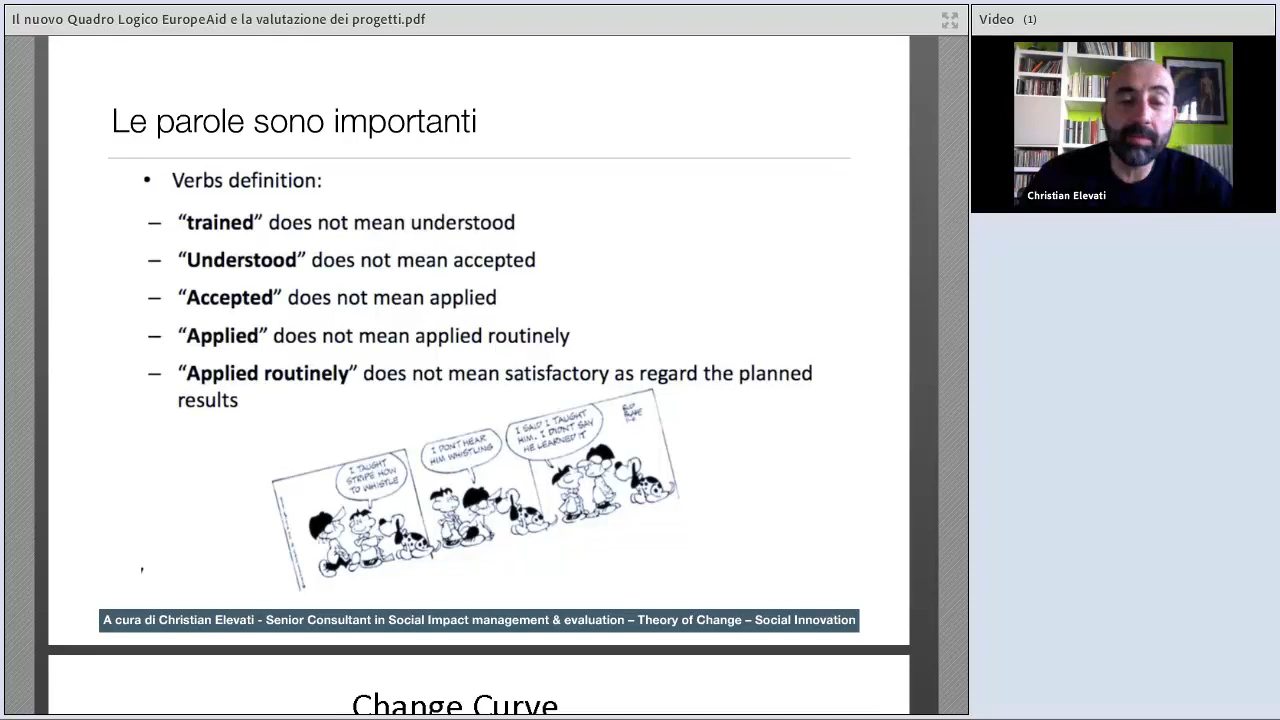 Il nuovo Quadro Logico EuropeAid e la valutazione dei progetti.pdf
Video (1)
Christian Elevati
Le parole sono importanti
• Verbs definition:
– “trained” does not mean understood
– “Understood” does not mean accepted
– “Accepted” does not mean applied
– “Applied” does not mean applied routinely
– “Applied routinely” does not mean satisfactory as regard the planned
results
I TAUGHT
STRIPE HOW
TO WHISTLE
I DON'T HEAR
HIM WHISTLING
I SAID I TAUGHT
HIM. I DIDN'T SAY
HE LEARNED IT
A cura di Christian Elevati - Senior Consultant in Social Impact management & evaluation – Theory of Change – Social Innovation
Change Curve